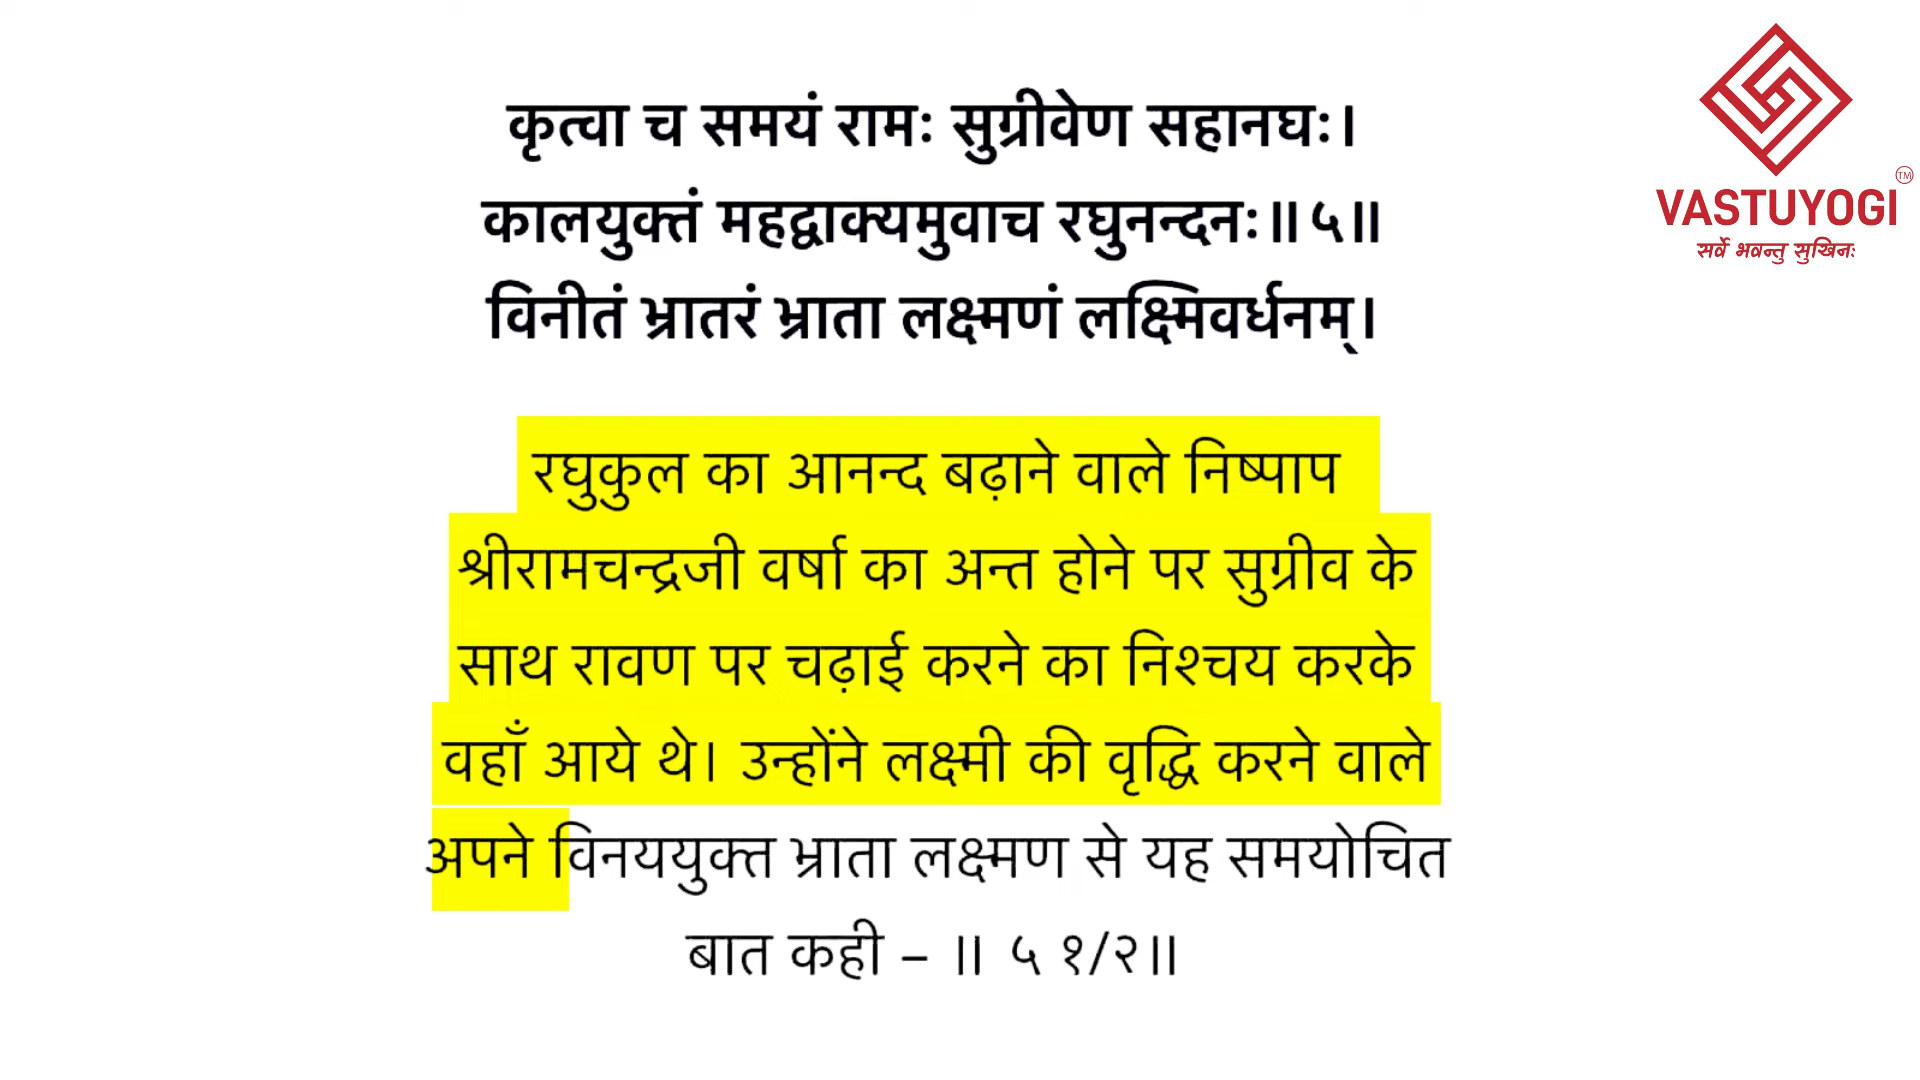 कृत्वा च समयं रामः सुग्रीवेण सहानघः।
कालयुक्तं महद्वाक्यमुवाच रघुनन्दनः॥५॥
विनीतं भ्रातरं भ्राता लक्ष्मणं लक्ष्मिवर्धनम्।
रघुकुल का आनन्द बढ़ाने वाले निष्पाप
श्रीरामचन्द्रजी वर्षा का अन्त होने पर सुग्रीव के
साथ रावण पर चढ़ाई करने का निश्चय करके
वहाँ आये थे। उन्होंने लक्ष्मी की वृद्धि करने वाले
अपने विनययुक्त भ्राता लक्ष्मण से यह समयोचित
बात कही – ॥ ५ १/२॥
TM
VASTUYOGI
सर्वे भवन्तु सुखिनः